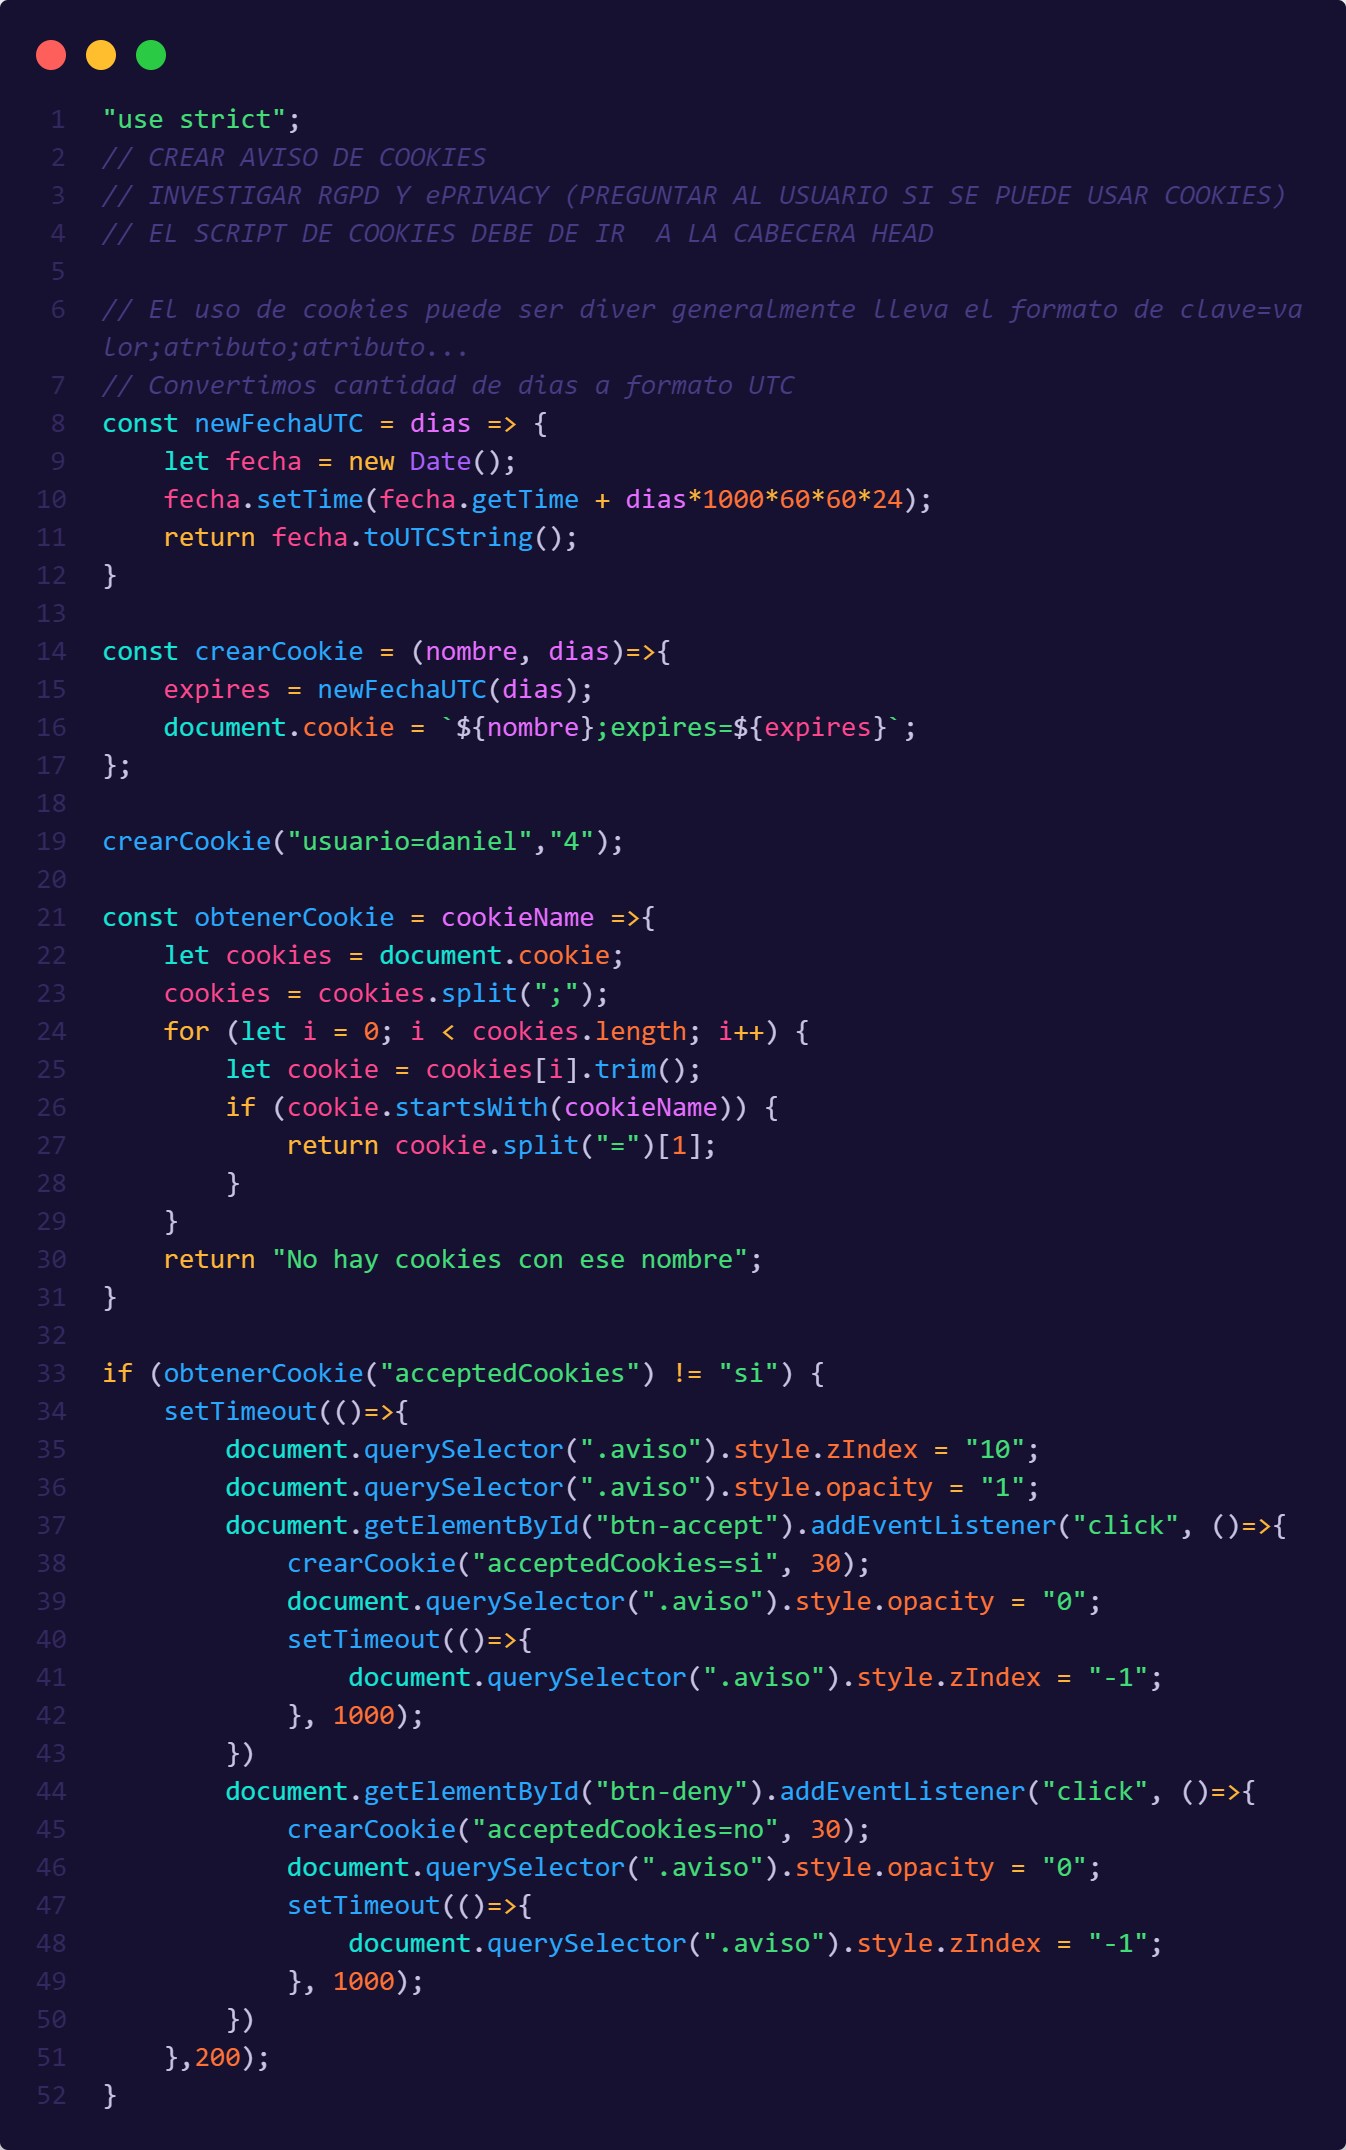 1 "use strict";
2 // CREAR AVISO DE COOKIES
3 // INVESTIGAR RGPD Y ePRIVACY (PREGUNTAR AL USUARIO SI SE PUEDE USAR COOKIES)
4 // EL SCRIPT DE COOKIES DEBE DE IR  A LA CABECERA HEAD
5
6 // El uso de cookies puede ser diver generalmente lleva el formato de clave=va
lor;atributo;atributo...
7 // Convertimos cantidad de dias a formato UTC
8 const newFechaUTC = dias => {
9     let fecha = new Date();
10     fecha.setTime(fecha.getTime + dias*1000*60*60*24);
11     return fecha.toUTCString();
12 }
13
14 const crearCookie = (nombre, dias)=>{
15     expires = newFechaUTC(dias);
16     document.cookie = `${nombre};expires=${expires}`;
17 };
18
19 crearCookie("usuario=daniel","4");
20
21 const obtenerCookie = cookieName =>{
22     let cookies = document.cookie;
23     cookies = cookies.split(";");
24     for (let i = 0; i < cookies.length; i++) {
25         let cookie = cookies[i].trim();
26         if (cookie.startsWith(cookieName)) {
27             return cookie.split("=")[1];
28         }
29     }
30     return "No hay cookies con ese nombre";
31 }
32
33 if (obtenerCookie("acceptedCookies") != "si") {
34     setTimeout(()=>{
35         document.querySelector(".aviso").style.zIndex = "10";
36         document.querySelector(".aviso").style.opacity = "1";
37         document.getElementById("btn-accept").addEventListener("click", ()=>{
38             crearCookie("acceptedCookies=si", 30);
39             document.querySelector(".aviso").style.opacity = "0";
40             setTimeout(()=>{
41                 document.querySelector(".aviso").style.zIndex = "-1";
42             }, 1000);
43         })
44         document.getElementById("btn-deny").addEventListener("click", ()=>{
45             crearCookie("acceptedCookies=no", 30);
46             document.querySelector(".aviso").style.opacity = "0";
47             setTimeout(()=>{
48                 document.querySelector(".aviso").style.zIndex = "-1";
49             }, 1000);
50         })
51     },200);
52 }